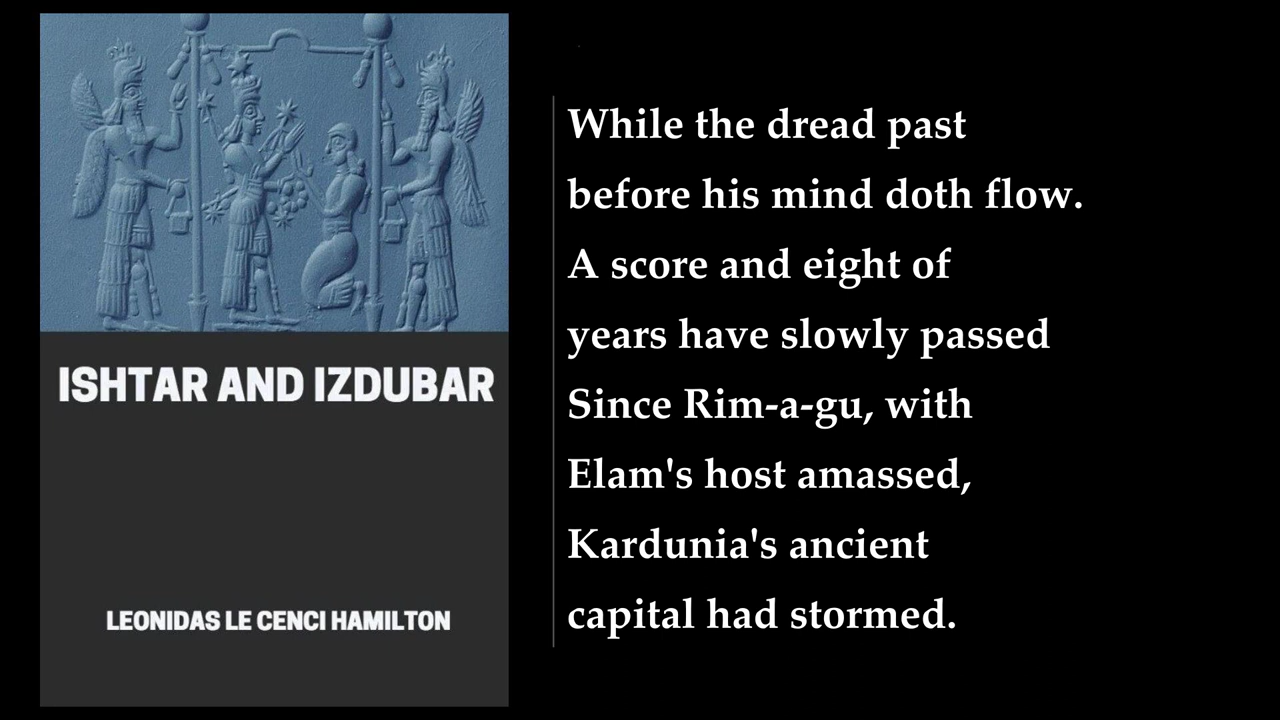 ISHTAR AND IZDUBAR
LEONIDAS LE CENCI HAMILTON
While the dread past
before his mind doth flow.
A score and eight of
years have slowly passed
Since Rim-a-gu, with
Elam's host amassed,
Kardunia's ancient
capital had stormed.